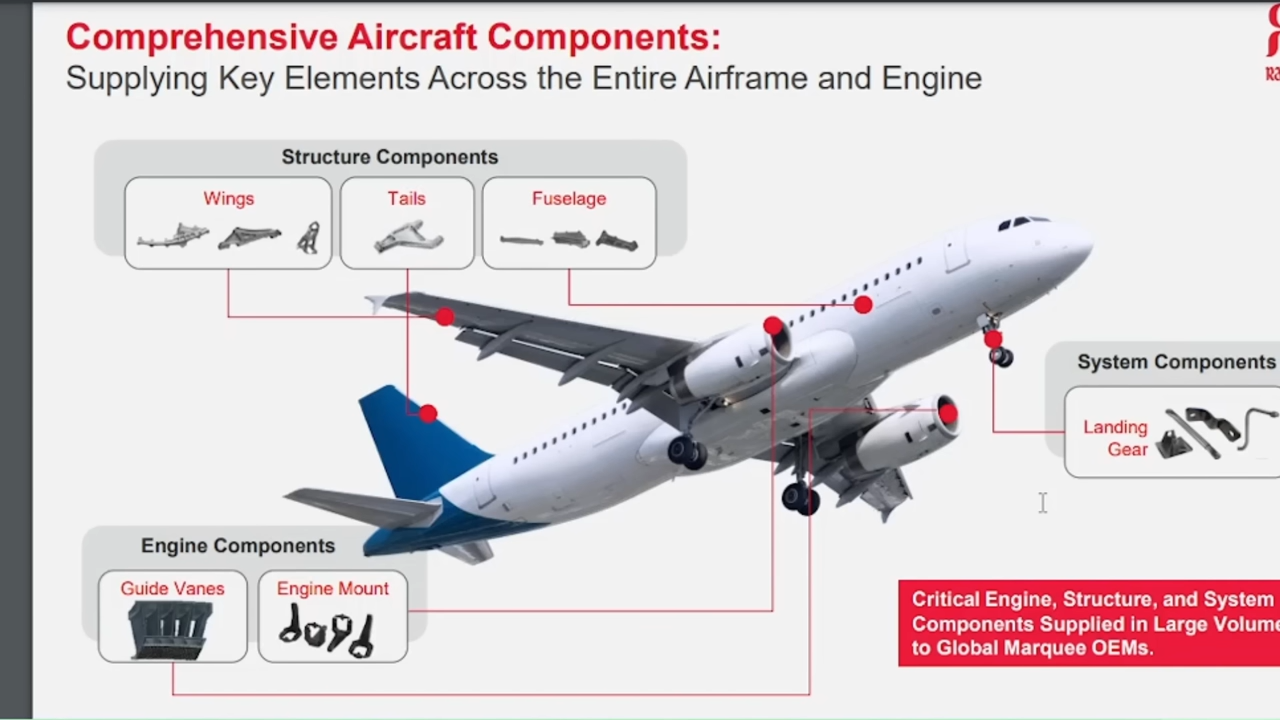 Comprehensive Aircraft Components:
Supplying Key Elements Across the Entire Airframe and Engine
Structure Components
Wings
Tails
Fuselage
System Components
Landing
Gear
Engine Components
Guide Vanes
Engine Mount
Critical Engine, Structure, and System
Components Supplied in Large Volume
to Global Marquee OEMs.